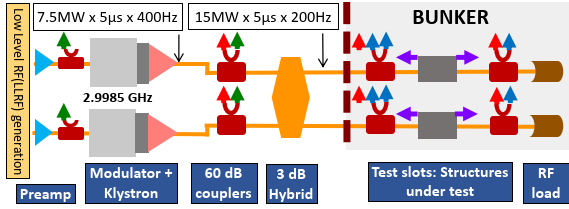 Low Level RF(LLRF) generation
7.5MW x 5µs x 400Hz
15MW x 5µs x 200Hz
BUNKER
2.9985 GHz
Preamp
Modulator +
Klystron
60 dB
couplers
3 dB
Hybrid
Test slots: Structures
under test
RF
load